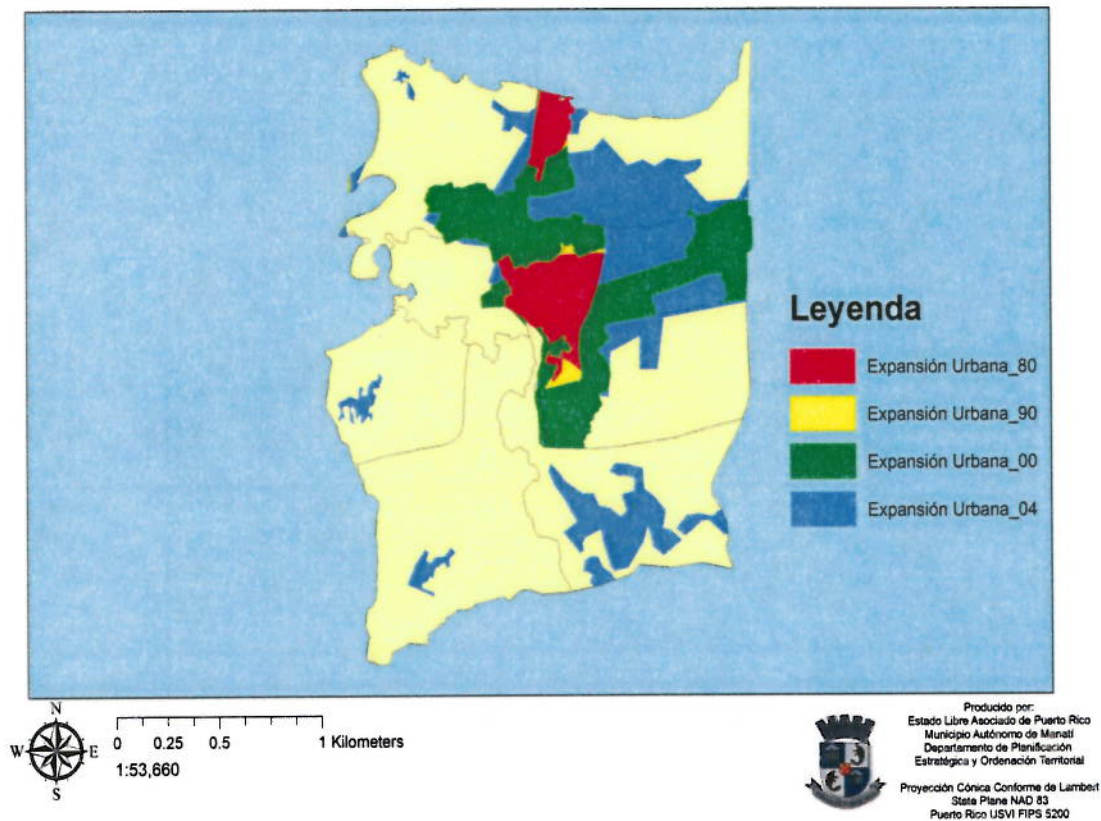 Leyenda
Expansión Urbana_80
Expansión Urbana_90
Expansión Urbana_00
Expansión Urbana_04
N
W
E
S
0 0.25 0.5 1 Kilometers
1:53,660
Producido por:
Estado Libre Asociado de Puerto Rico
Municipio Autónomo de Manatí
Departamento de Planificación
Estratégica y Ordenación Territorial
Proyección Cónica Conforme de Lambert
State Plane NAD 83
Puerto Rico USVI FIPS 5200